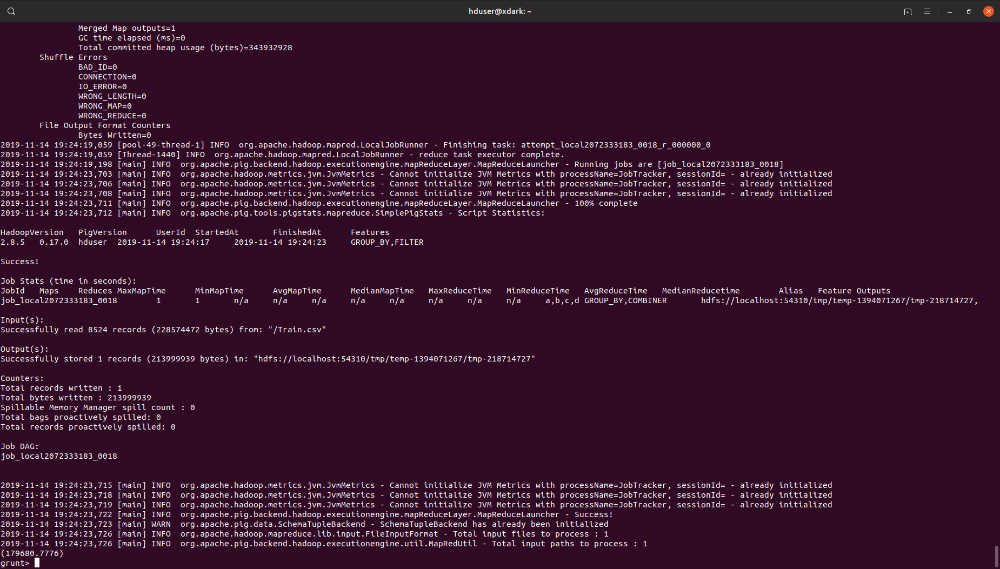 hduser@xdark: ~
Merged Map outputs=1
GC time elapsed (ms)=0
Total committed heap usage (bytes)=343932928
Shuffle Errors
BAD_ID=0
CONNECTION=0
IO_ERROR=0
WRONG_LENGTH=0
WRONG_MAP=0
WRONG_REDUCE=0
File Output Format Counters
Bytes Written=0
2019-11-14 19:24:19,059 [pool-49-thread-1] INFO  org.apache.hadoop.mapred.LocalJobRunner - Finishing task: attempt_local2072333183_0018_r_000000_0
2019-11-14 19:24:19,059 [Thread-1440] INFO  org.apache.hadoop.mapred.LocalJobRunner - reduce task executor complete.
2019-11-14 19:24:19,198 [main] INFO  org.apache.pig.backend.hadoop.executionengine.mapReduceLayer.MapReduceLauncher - Running jobs are [job_local2072333183_0018]
2019-11-14 19:24:23,703 [main] INFO  org.apache.hadoop.metrics.jvm.JvmMetrics - Cannot initialize JVM Metrics with processName=JobTracker, sessionId= - already initialized
2019-11-14 19:24:23,706 [main] INFO  org.apache.hadoop.metrics.jvm.JvmMetrics - Cannot initialize JVM Metrics with processName=JobTracker, sessionId= - already initialized
2019-11-14 19:24:23,708 [main] INFO  org.apache.hadoop.metrics.jvm.JvmMetrics - Cannot initialize JVM Metrics with processName=JobTracker, sessionId= - already initialized
2019-11-14 19:24:23,711 [main] INFO  org.apache.pig.backend.hadoop.executionengine.mapReduceLayer.MapReduceLauncher - 100% complete
2019-11-14 19:24:23,712 [main] INFO  org.apache.pig.tools.pigstats.mapreduce.SimplePigStats - Script Statistics:
HadoopVersion   PigVersion      UserId  StartedAt       FinishedAt      Features
2.8.5   0.17.0  hduser  2019-11-14 19:24:17     2019-11-14 19:24:23     GROUP_BY,FILTER
Success!
Job Stats (time in seconds):
JobId   Maps    Reduces MaxMapTime      MinMapTime      AvgMapTime      MedianMapTime   MaxReduceTime   MinReduceTime   AvgReduceTime   MedianReducetime        Alias   Feature Outputs
job_local2072333183_0018        1       1       n/a     n/a     n/a     n/a     n/a     n/a     n/a     n/a     a,b,c,d GROUP_BY,COMBINER       hdfs://localhost:54310/tmp/temp-1394071267/tmp-218714727,
Input(s):
Successfully read 8524 records (228574472 bytes) from: "/Train.csv"
Output(s):
Successfully stored 1 records (213999939 bytes) in: "hdfs://localhost:54310/tmp/temp-1394071267/tmp-218714727"
Counters:
Total records written : 1
Total bytes written : 213999939
Spillable Memory Manager spill count : 0
Total bags proactively spilled: 0
Total records proactively spilled: 0
Job DAG:
job_local2072333183_0018
2019-11-14 19:24:23,715 [main] INFO  org.apache.hadoop.metrics.jvm.JvmMetrics - Cannot initialize JVM Metrics with processName=JobTracker, sessionId= - already initialized
2019-11-14 19:24:23,718 [main] INFO  org.apache.hadoop.metrics.jvm.JvmMetrics - Cannot initialize JVM Metrics with processName=JobTracker, sessionId= - already initialized
2019-11-14 19:24:23,719 [main] INFO  org.apache.hadoop.metrics.jvm.JvmMetrics - Cannot initialize JVM Metrics with processName=JobTracker, sessionId= - already initialized
2019-11-14 19:24:23,722 [main] INFO  org.apache.pig.backend.hadoop.executionengine.mapReduceLayer.MapReduceLauncher - Success!
2019-11-14 19:24:23,723 [main] WARN  org.apache.pig.data.SchemaTupleBackend - SchemaTupleBackend has already been initialized
2019-11-14 19:24:23,726 [main] INFO  org.apache.hadoop.mapreduce.lib.input.FileInputFormat - Total input files to process : 1
2019-11-14 19:24:23,726 [main] INFO  org.apache.pig.backend.hadoop.executionengine.util.MapRedUtil - Total input paths to process : 1
(179680.7776)
grunt>